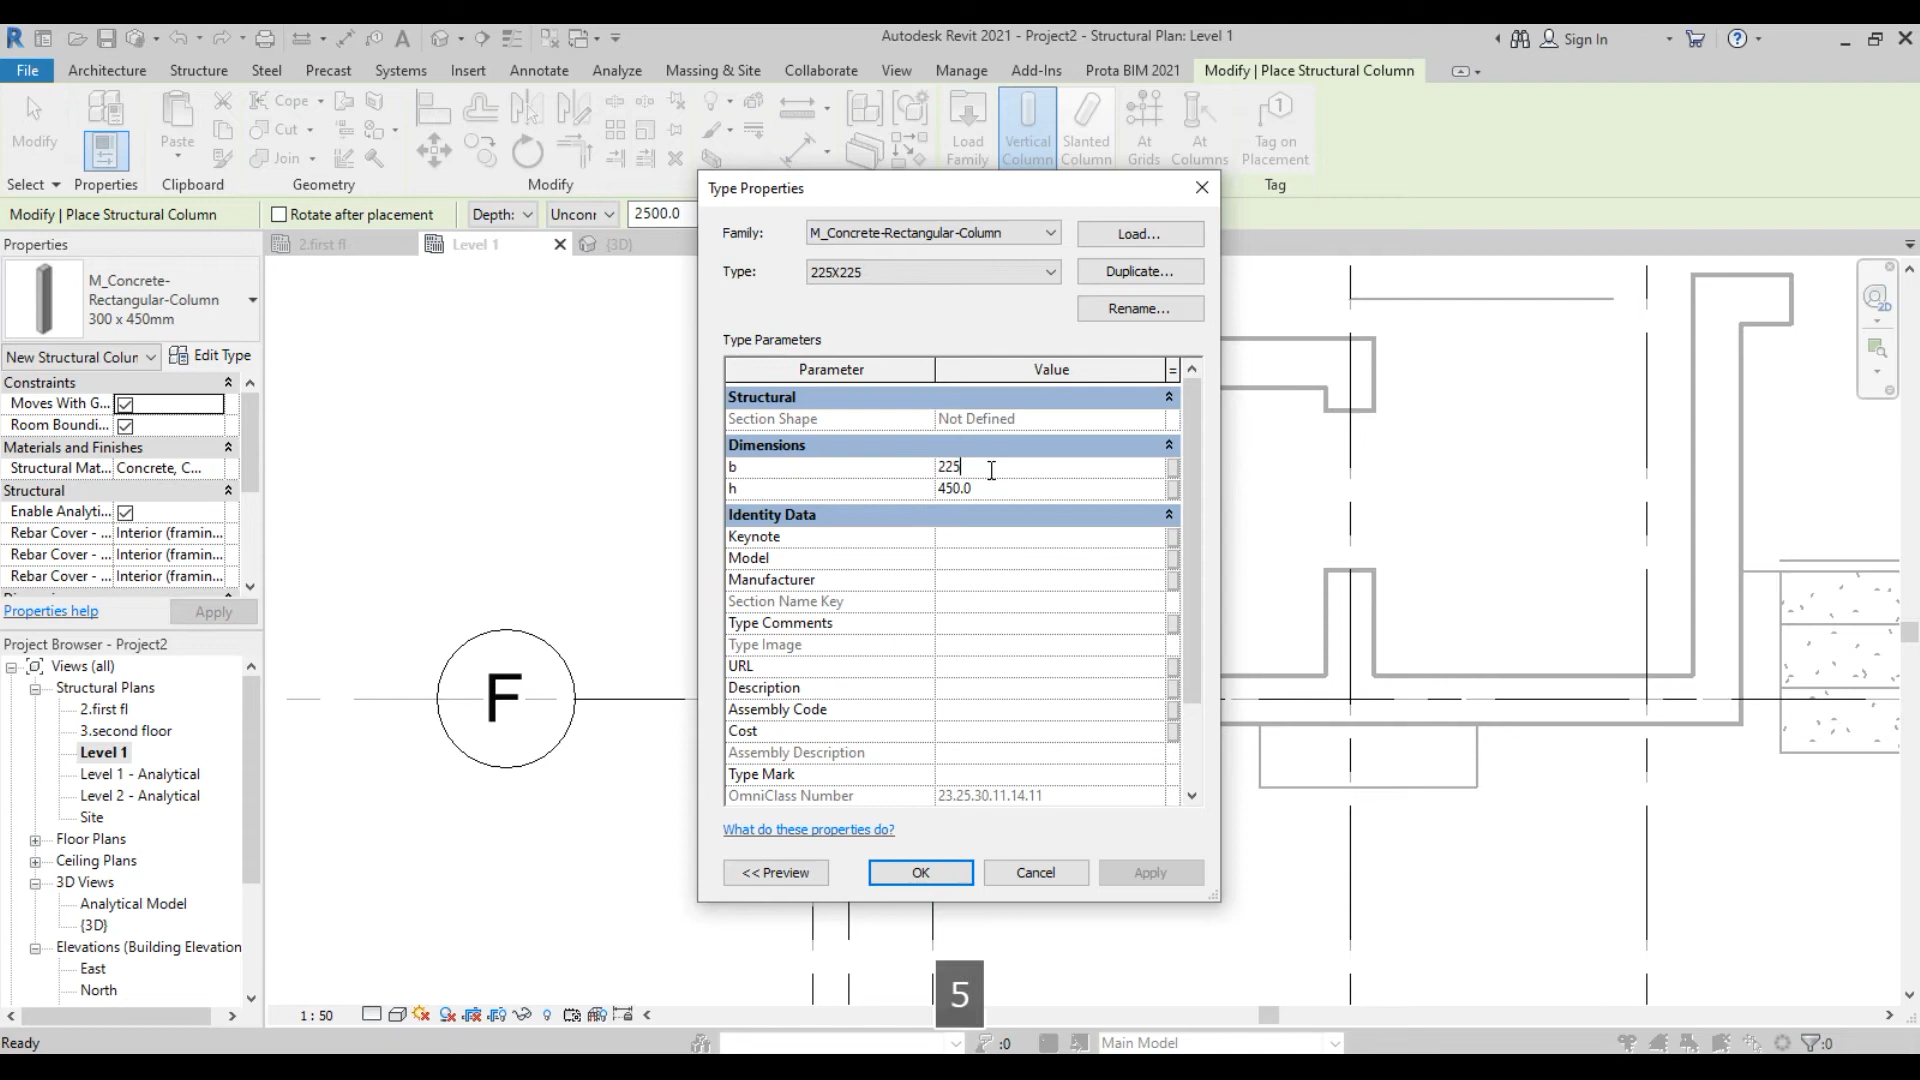 Autodesk Revit 2021 - Project2 - Structural Plan: Level 1
Sign In
File Architecture Structure Steel Precast Systems Insert Annotate Analyze Massing & Site Collaborate View Manage Add-Ins Prota BIM 2021 Modify | Place Structural Column
Modify
Paste
Cope
Cut
Join
Load Family
Vertical Column
Slanted Column
At Grids
At Columns
Tag on Placement
Select Properties Clipboard Geometry Modify Tag
Modify | Place Structural Column Rotate after placement Depth: Unconr 2500.0
Properties
2.first fl
Level 1
{3D}
M_Concrete-
Rectangular-Column
300 x 450mm
New Structural Colur
Edit Type
Constraints
Moves With G...
Room Boundi...
Materials and Finishes
Structural Mat... Concrete, C...
Structural
Enable Analyti...
Rebar Cover - ... Interior (framin...
Rebar Cover - ... Interior (framin...
Rebar Cover - ... Interior (framin...
Properties help
Apply
Project Browser - Project2
Views (all)
Structural Plans
2.first fl
3.second floor
Level 1
Level 1 - Analytical
Level 2 - Analytical
Site
Floor Plans
Ceiling Plans
3D Views
Analytical Model
{3D}
Elevations (Building Elevation
East
North
F
Type Properties
Family: M_Concrete-Rectangular-Column Load...
Type: 225X225 Duplicate...
Rename...
Type Parameters
Parameter Value =
Structural
Section Shape Not Defined
Dimensions
b 225
h 450.0
Identity Data
Keynote
Model
Manufacturer
Section Name Key
Type Comments
Type Image
URL
Description
Assembly Code
Cost
Assembly Description
Type Mark
OmniClass Number 23.25.30.11.14.11
What do these properties do?
<< Preview OK Cancel Apply
5
1 : 50
Ready
:0
Main Model
:0